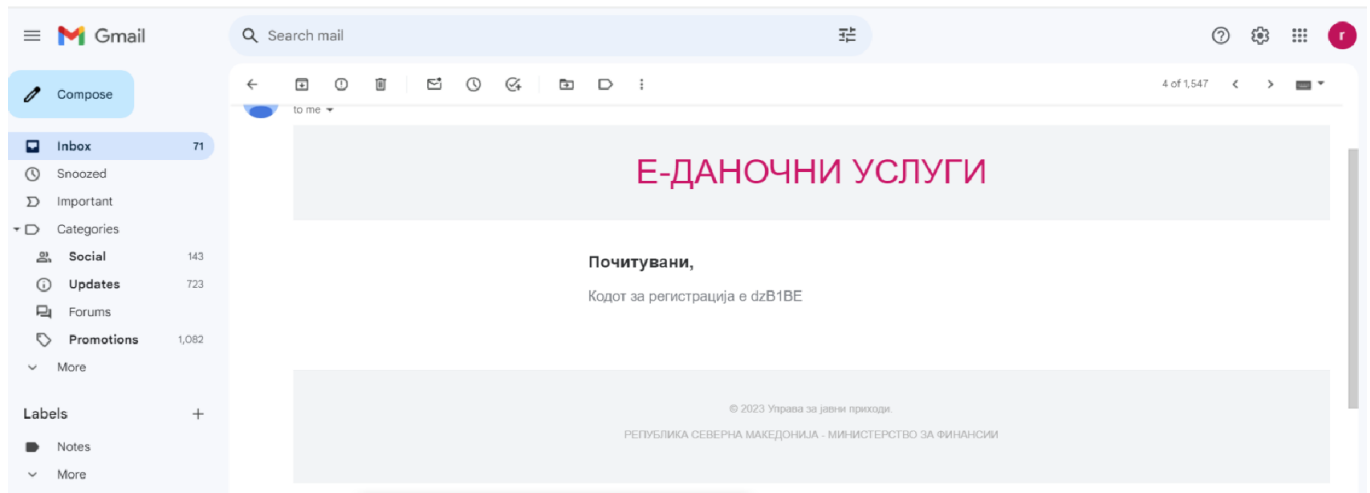 Gmail
Search mail
r
Compose
4 of 1,547
to me
Inbox 71
Snoozed
Important
Categories
Social 143
Updates 723
Forums
Promotions 1,082
More
Labels +
Notes
More
Е-ДАНОЧНИ УСЛУГИ
Почитувани,
Кодот за регистрација е dzB1BE
© 2023 Управа за јавни приходи.
РЕПУБЛИКА СЕВЕРНА МАКЕДОНИЈА - МИНИСТЕРСТВО ЗА ФИНАНСИИ